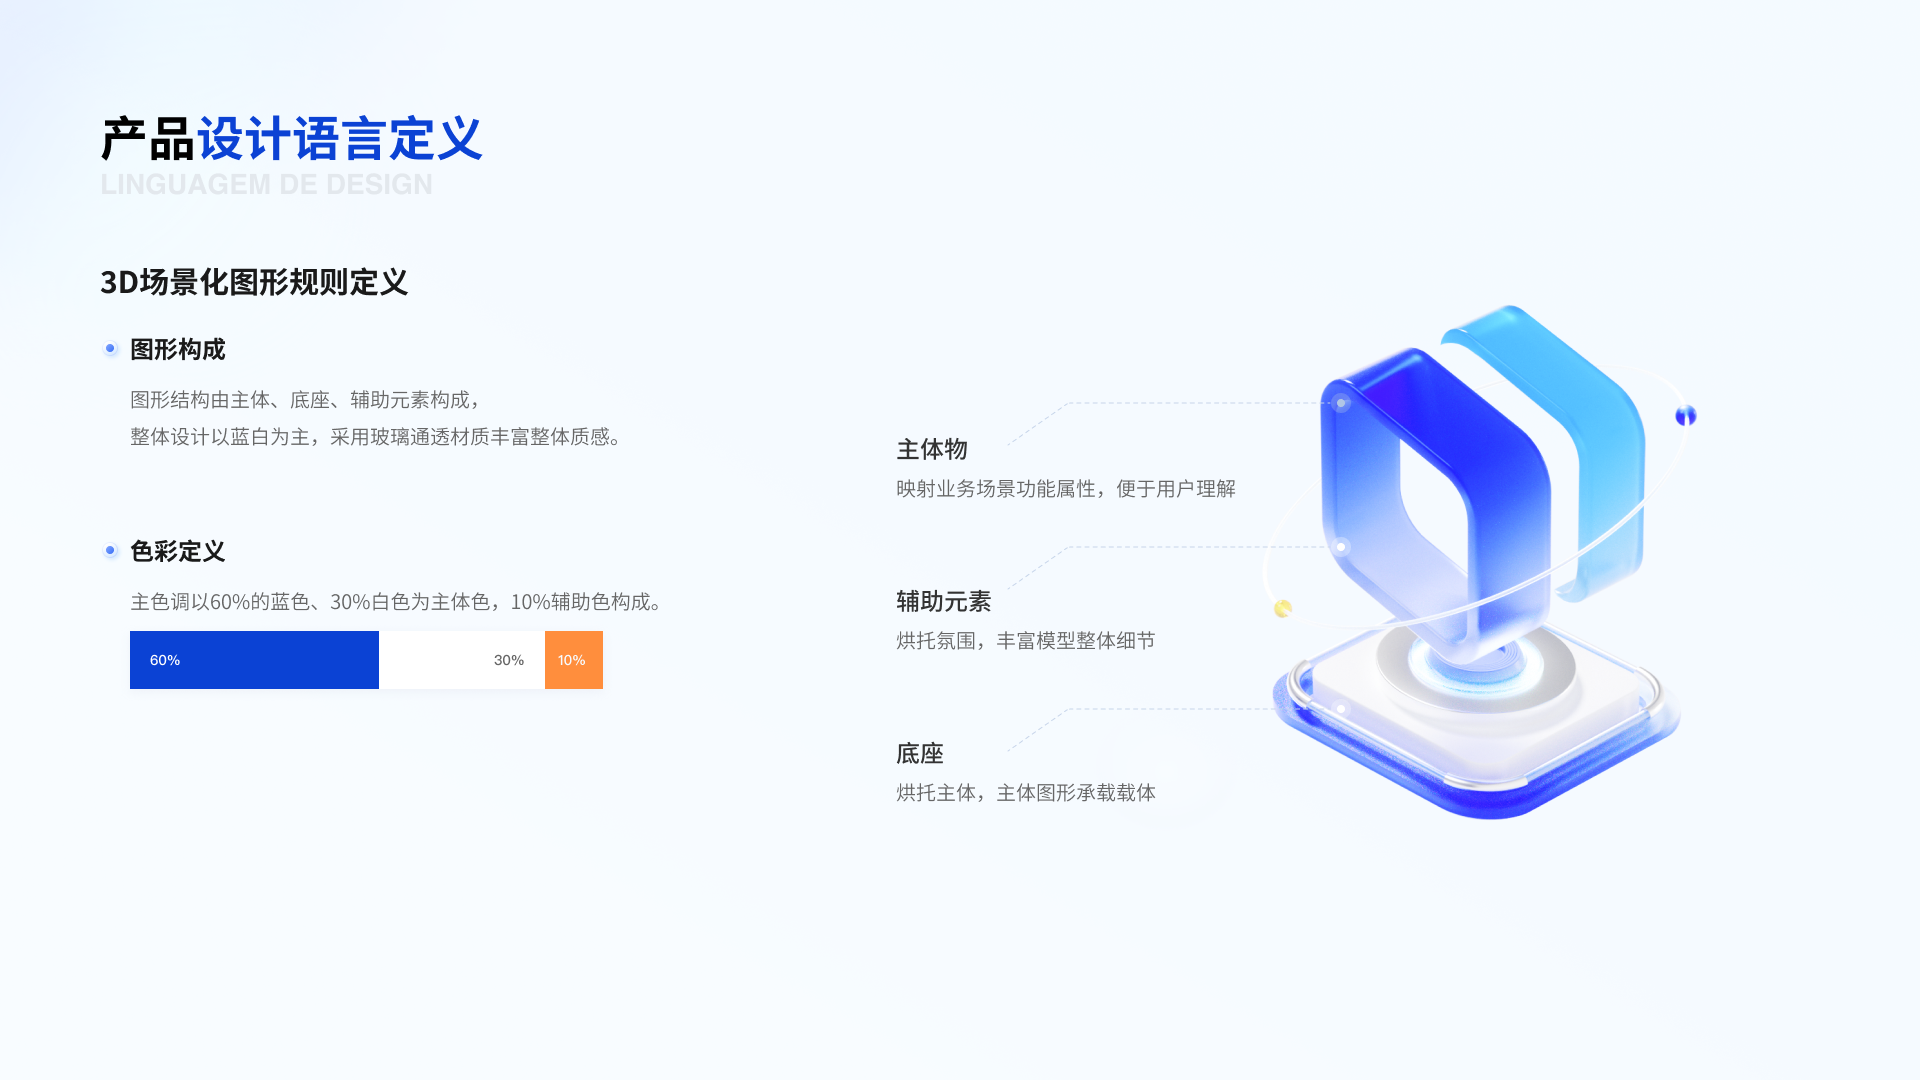 产品设计语言定义
LINGUAGEM DE DESIGN
3D场景化图形规则定义
图形构成
图形结构由主体、底座、辅助元素构成，
整体设计以蓝白为主，采用玻璃通透材质丰富整体质感。
色彩定义
主色调以60%的蓝色、30%白色为主体色，10%辅助色构成。
60%
30%
10%
主体物
映射业务场景功能属性，便于用户理解
辅助元素
烘托氛围，丰富模型整体细节
底座
烘托主体，主体图形承载载体